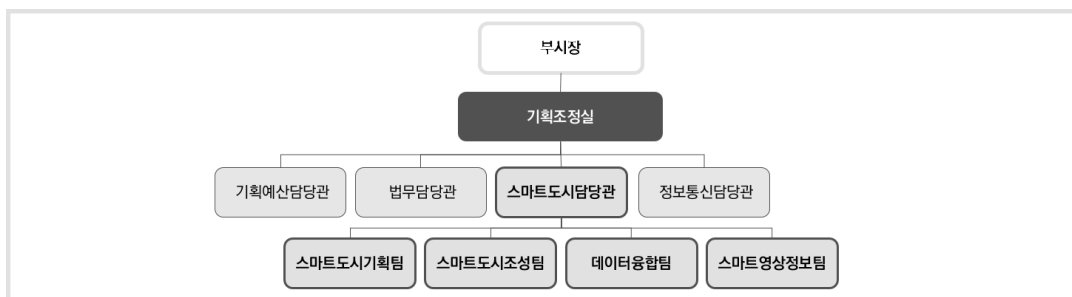 부시장
기획조정실
기획예산담당관 법무담당관 스마트도시담당관 정보통신담당관
스마트도시기획팀 스마트도시조성팀 데이터융합팀 스마트영상정보팀